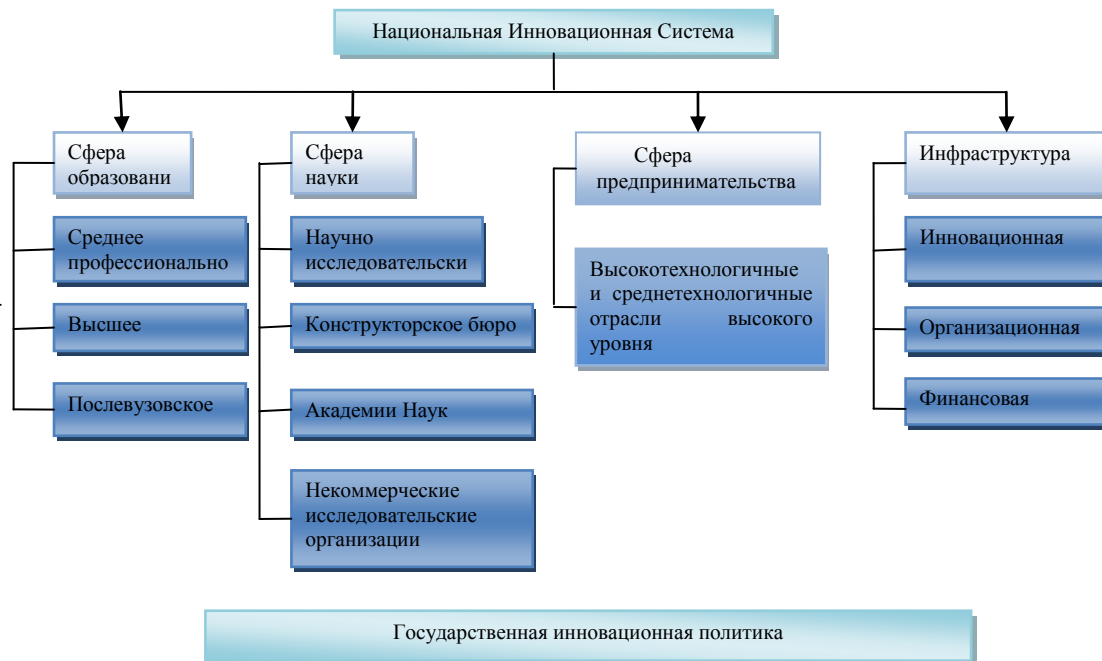 Национальная Инновационная Система
Сфера
образовани
Среднее
профессионально
Высшее
Послевузовское
Сфера
науки
Научно
исследовательски
Конструкторское бюро
Академии Наук
Некоммерческие
исследовательские
организации
Сфера
предпринимательства
Высокотехнологичные
и среднетехнологичные
отрасли высокого
уровня
Инфраструктура
Инновационная
Организационная
Финансовая
Государственная инновационная политика